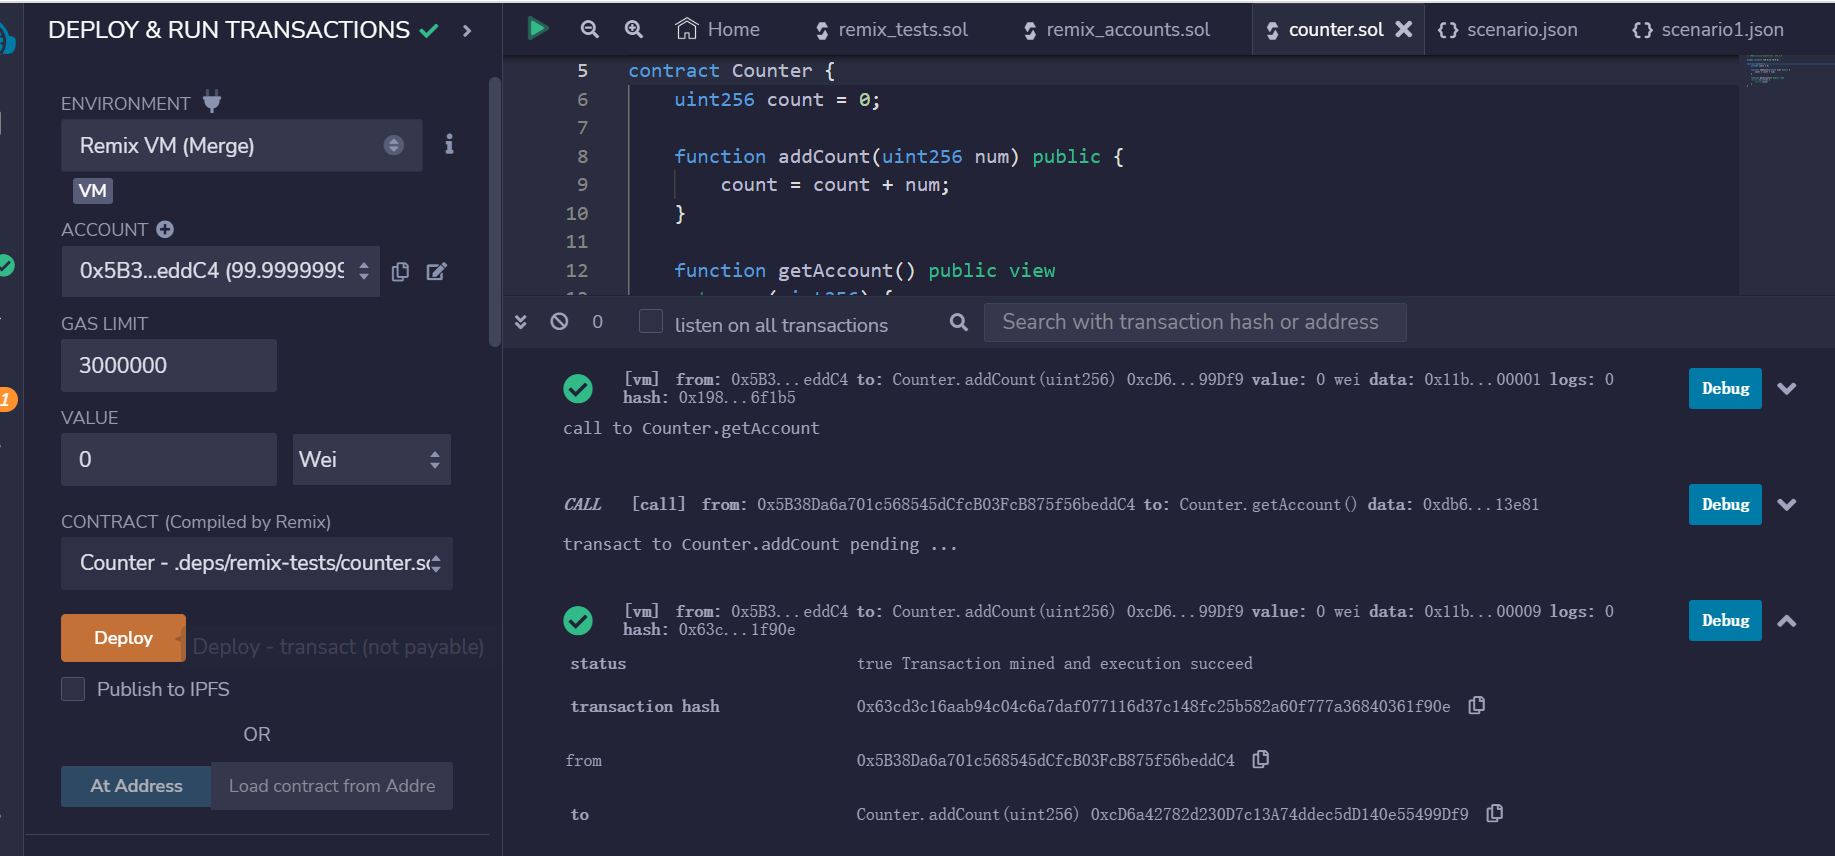 DEPLOY & RUN TRANSACTIONS
ENVIRONMENT
Remix VM (Merge)
VM
ACCOUNT
0x5B3...eddC4 (99.9999999
GAS LIMIT
3000000
VALUE
0
Wei
CONTRACT (Compiled by Remix)
Counter - .deps/remix-tests/counter.so
Deploy
Deploy - transact (not payable)
Publish to IPFS
OR
At Address
Load contract from Addre
1
Home
remix_tests.sol
remix_accounts.sol
counter.sol
scenario.json
scenario1.json
5 contract Counter {
6 uint256 count = 0;
7
8 function addCount(uint256 num) public {
9 count = count + num;
10 }
11
12 function getAccount() public view
0
listen on all transactions
Search with transaction hash or address
[vm] from: 0x5B3...eddC4 to: Counter.addCount(uint256) 0xcD6...99Df9 value: 0 wei data: 0x11b...00001 logs: 0
hash: 0x198...6f1b5
Debug
call to Counter.getAccount
CALL [call] from: 0x5B38Da6a701c568545dCfcB03FcB875f56beddC4 to: Counter.getAccount() data: 0xdb6...13e81
Debug
transact to Counter.addCount pending ...
[vm] from: 0x5B3...eddC4 to: Counter.addCount(uint256) 0xcD6...99Df9 value: 0 wei data: 0x11b...00009 logs: 0
hash: 0x63c...1f90e
Debug
status true Transaction mined and execution succeed
transaction hash 0x63cd3c16aab94c04c6a7daf077116d37c148fc25b582a60f777a36840361f90e
from 0x5B38Da6a701c568545dCfcB03FcB875f56beddC4
to Counter.addCount(uint256) 0xcD6a42782d230D7c13A74ddec5dD140e55499Df9